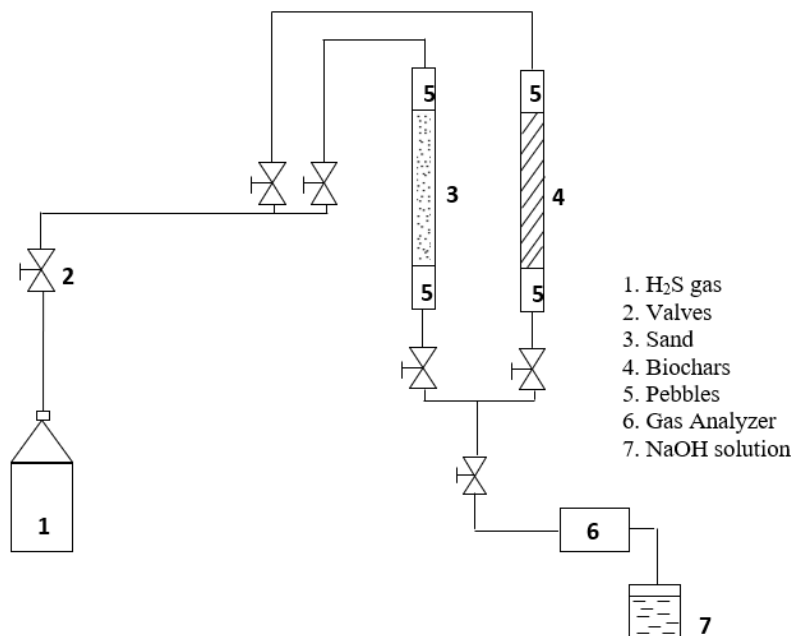 5
5
3
4
2
5
5
1. H₂S gas
2. Valves
3. Sand
4. Biochars
5. Pebbles
6. Gas Analyzer
7. NaOH solution
1
6
7